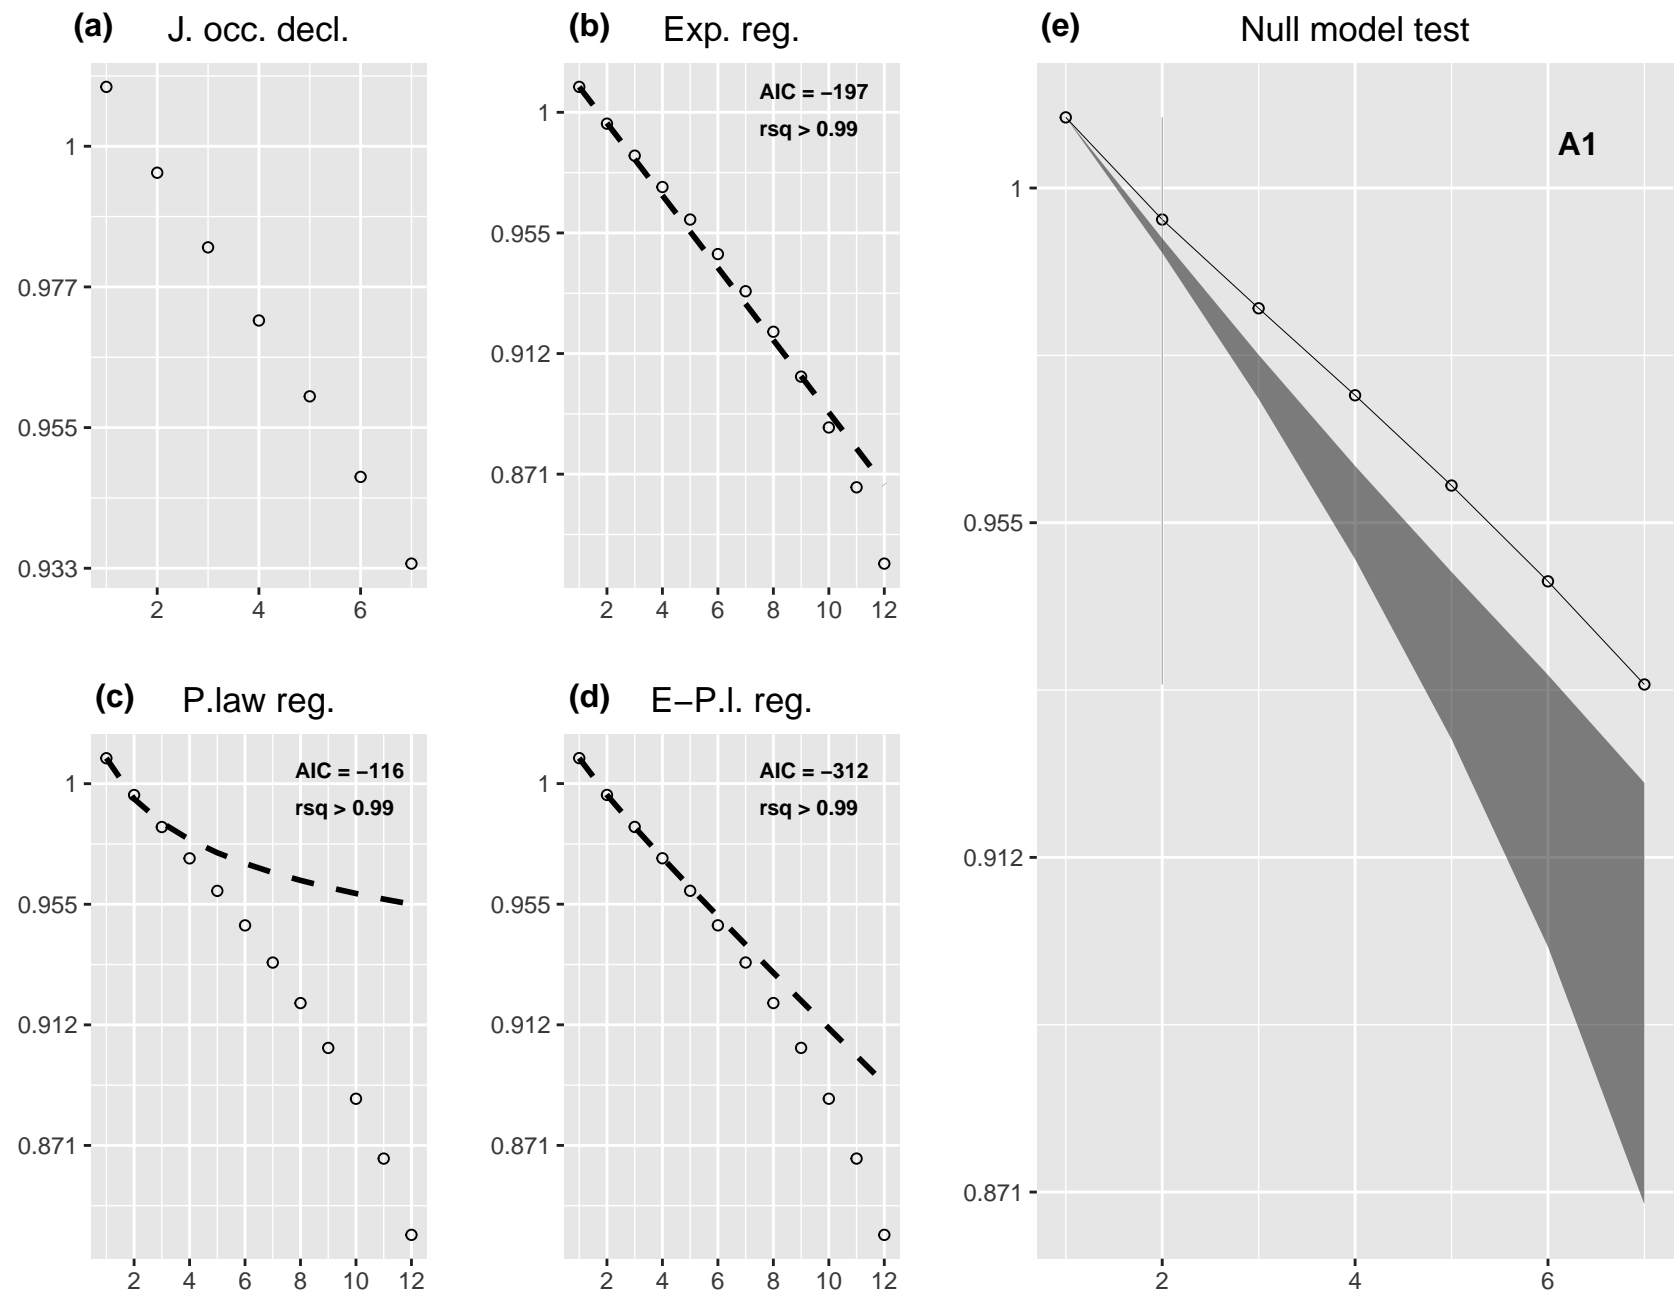 (a) J. occ. decl.
1
0.977
0.955
0.933
2 4 6
(b) Exp. reg.
AIC = −197
rsq > 0.99
1
0.955
0.912
0.871
2 4 6 8 10 12
(c) P.law reg.
AIC = −116
rsq > 0.99
1
0.955
0.912
0.871
2 4 6 8 10 12
(d) E−P.l. reg.
AIC = −312
rsq > 0.99
1
0.955
0.912
0.871
2 4 6 8 10 12
(e) Null model test
A1
1
0.955
0.912
0.871
2 4 6